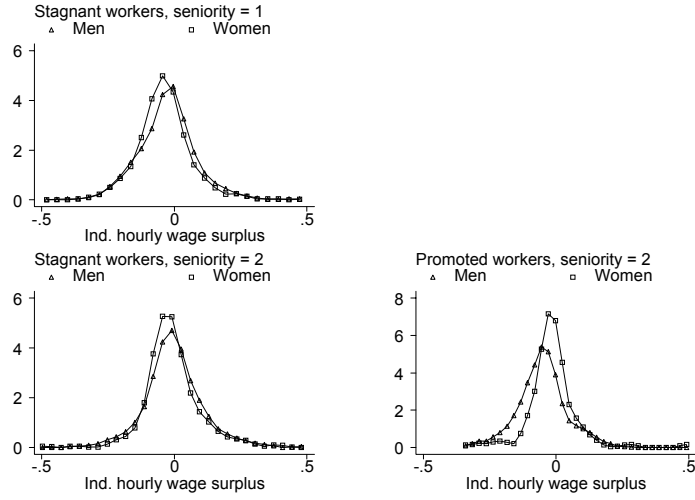 Stagnant workers, seniority = 1
Men Women
6
4
2
0
-.5 0 .5
Ind. hourly wage surplus
Stagnant workers, seniority = 2
Men Women
6
4
2
0
-.5 0 .5
Ind. hourly wage surplus
Promoted workers, seniority = 2
Men Women
8
6
4
2
0
-.5 0 .5
Ind. hourly wage surplus